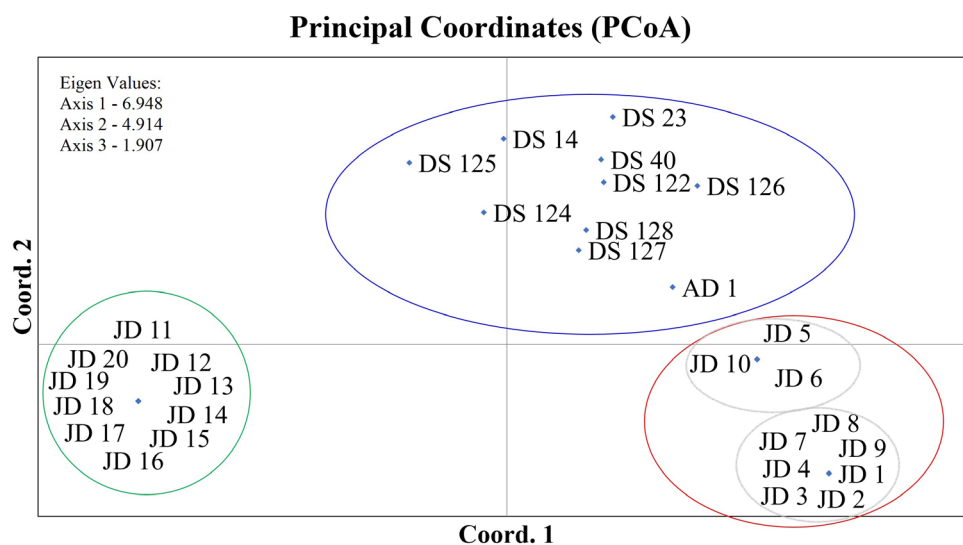 Principal Coordinates (PCoA)
Eigen Values:
Axis 1 - 6.948
Axis 2 - 4.914
Axis 3 - 1.907
DS 23
DS 14
DS 125
DS 40
DS 122
DS 126
DS 124
DS 128
DS 127
AD 1
Coord. 2
JD 11
JD 20
JD 12
JD 19
JD 13
JD 18
JD 14
JD 17
JD 15
JD 16
JD 5
JD 10
JD 6
JD 8
JD 7
JD 9
JD 4
JD 1
JD 3
JD 2
Coord. 1